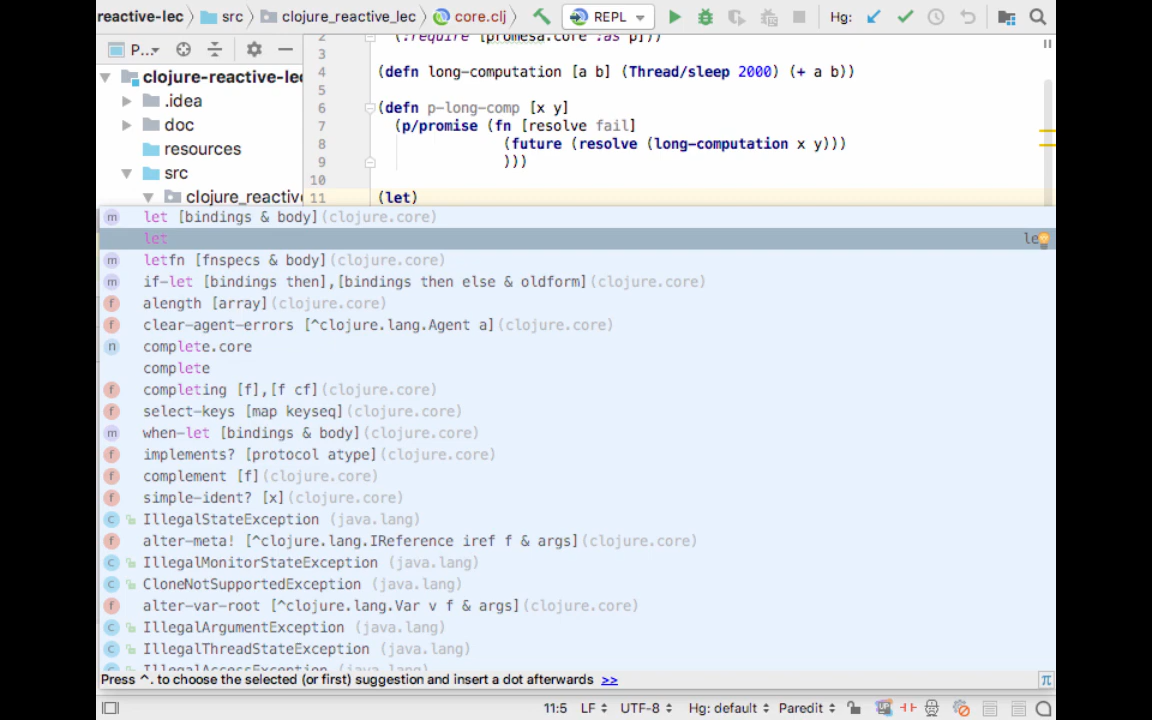 reactive-lec src clojure_reactive_lec core.clj REPL Hg:
P... 2 (:require [promesa.core :as p]))
clojure-reactive-lec 3
4 (defn long-computation [a b] (Thread/sleep 2000) (+ a b))
.idea 5
6 (defn p-long-comp [x y]
doc 7 (p/promise (fn [resolve fail]
resources 8 (future (resolve (long-computation x y)))
9 )))
src 10
clojure_reactive 11 (let)
m let [bindings & body](clojure.core)
let le
m letfn [fnspecs & body](clojure.core)
m if-let [bindings then],[bindings then else & oldform](clojure.core)
f alength [array](clojure.core)
f clear-agent-errors [^clojure.lang.Agent a](clojure.core)
n complete.core
complete
f completing [f],[f cf](clojure.core)
f select-keys [map keyseq](clojure.core)
m when-let [bindings & body](clojure.core)
f implements? [protocol atype](clojure.core)
f complement [f](clojure.core)
f simple-ident? [x](clojure.core)
C IllegalStateException (java.lang)
f alter-meta! [^clojure.lang.IReference iref f & args](clojure.core)
C IllegalMonitorStateException (java.lang)
C CloneNotSupportedException (java.lang)
f alter-var-root [^clojure.lang.Var v f & args](clojure.core)
C IllegalArgumentException (java.lang)
C IllegalThreadStateException (java.lang)
C IllegalAccessException (java.lang)
Press ^. to choose the selected (or first) suggestion and insert a dot afterwards >> π
11:5 LF UTF-8 Hg: default Paredit